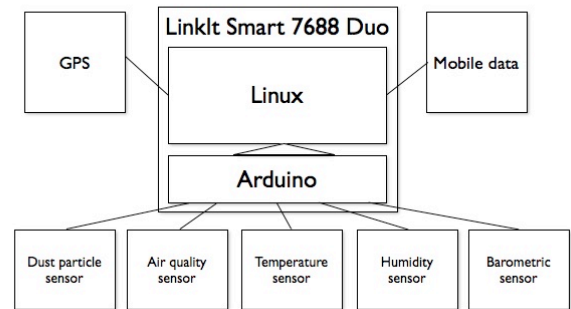 LinkIt Smart 7688 Duo
GPS
Linux
Mobile data
Arduino
Dust particle
sensor
Air quality
sensor
Temperature
sensor
Humidity
sensor
Barometric
sensor